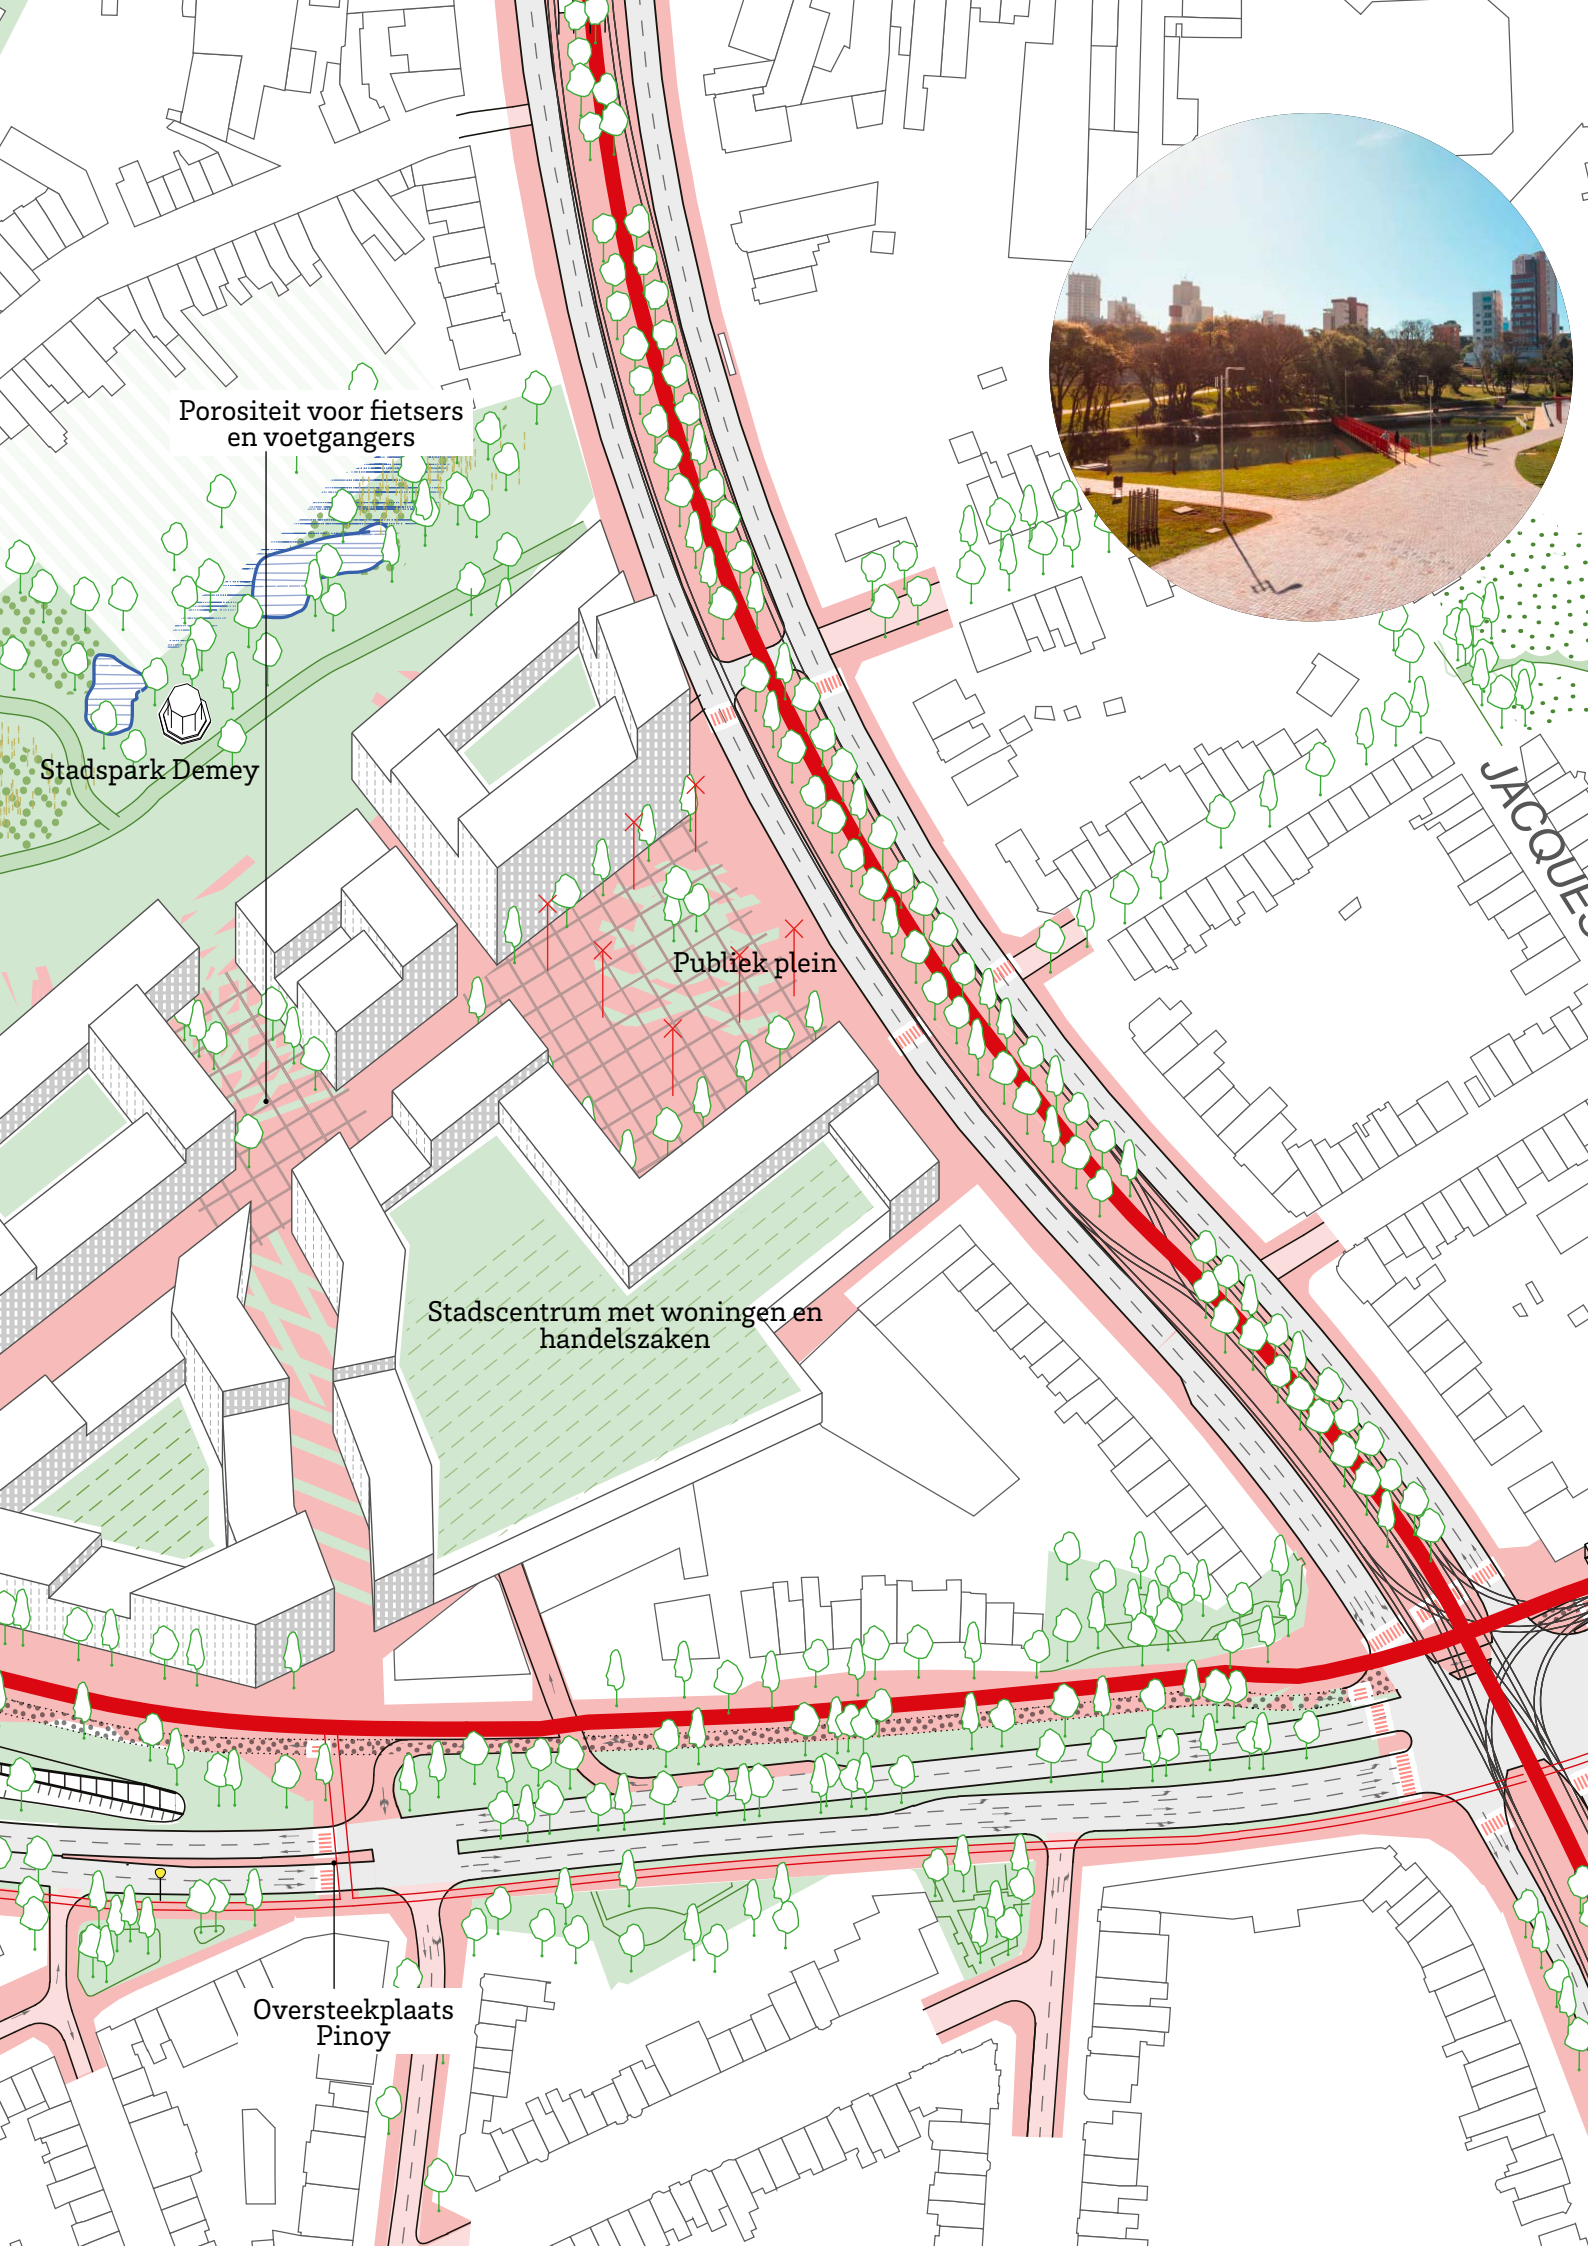 Porositeit voor fietsers
en voetgangers
Stadspark Demey
JACQUES
Publiek plein
Stadscentrum met woningen en
handelszaken
Oversteekplaats
Pinoy